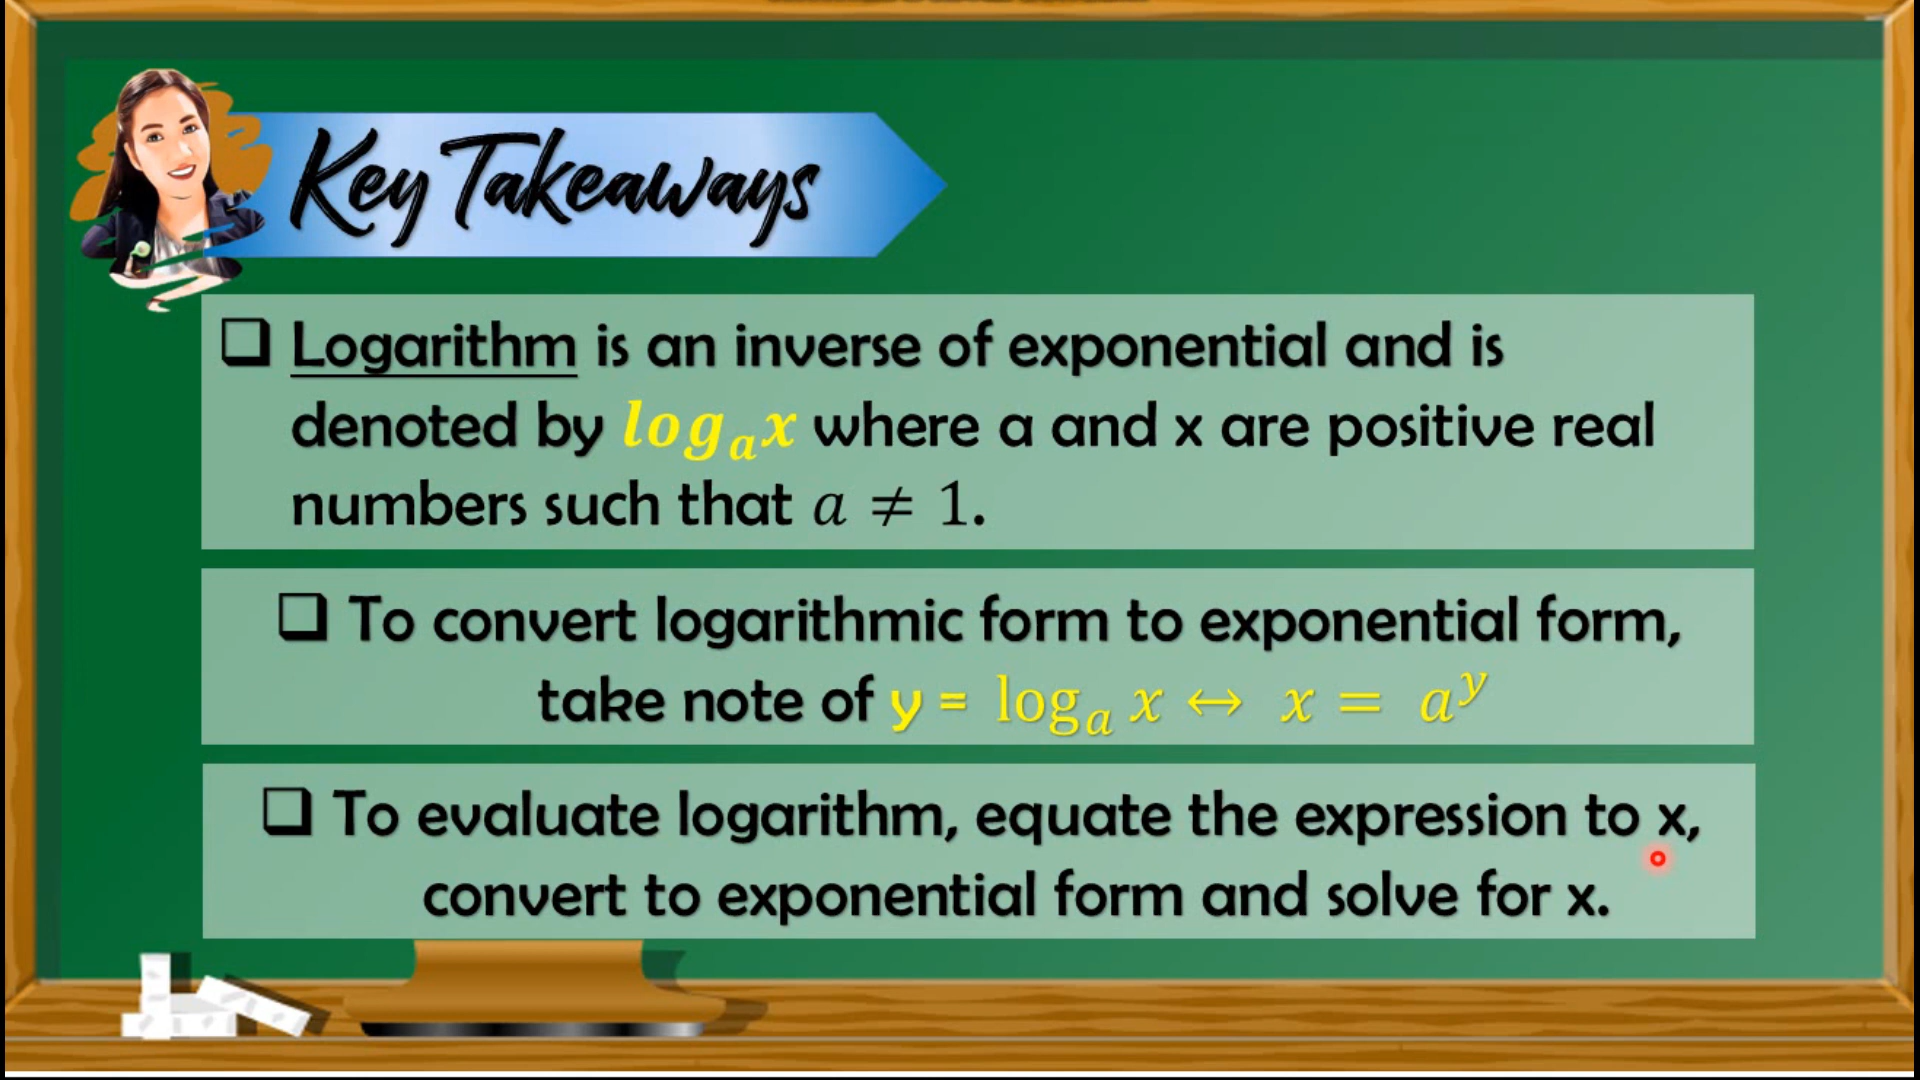 Key Takeaways
❑ Logarithm is an inverse of exponential and is
denoted by logₐx where a and x are positive real
numbers such that a ≠ 1.
❑ To convert logarithmic form to exponential form,
take note of y = logₐ x ↔ x = aʸ
❑ To evaluate logarithm, equate the expression to x,
convert to exponential form and solve for x.